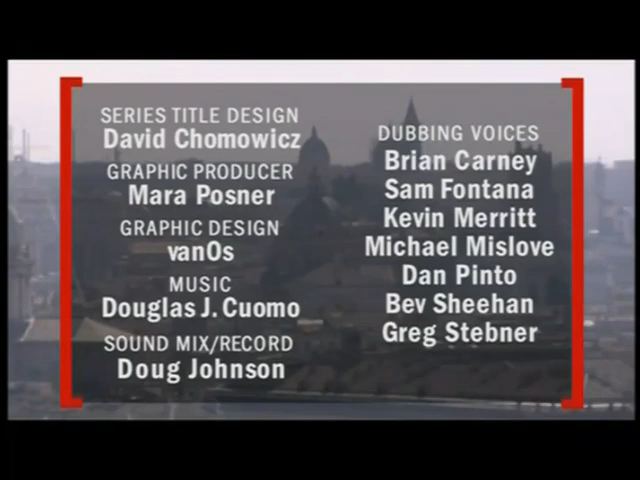 SERIES TITLE DESIGN
David Chomowicz
GRAPHIC PRODUCER
Mara Posner
GRAPHIC DESIGN
vanOs
MUSIC
Douglas J. Cuomo
SOUND MIX/RECORD
Doug Johnson
DUBBING VOICES
Brian Carney
Sam Fontana
Kevin Merritt
Michael Mislove
Dan Pinto
Bev Sheehan
Greg Stebner